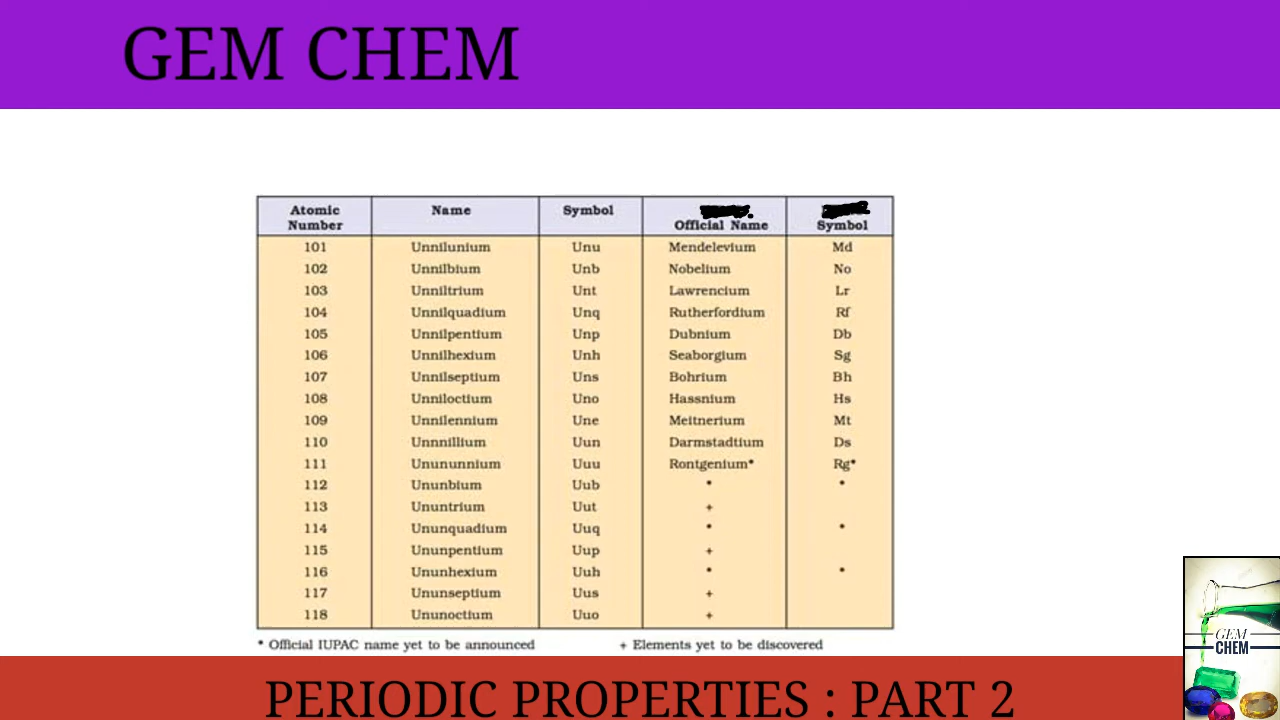 GEM CHEM
Atomic Number Name Symbol Official Name Symbol
101 Unnilunium Unu Mendelevium Md
102 Unnilbium Unb Nobelium No
103 Unniltrium Unt Lawrencium Lr
104 Unnilquadium Unq Rutherfordium Rf
105 Unnilpentium Unp Dubnium Db
106 Unnilhexium Unh Seaborgium Sg
107 Unnilseptium Uns Bohrium Bh
108 Unniloctium Uno Hassnium Hs
109 Unnilennium Une Meitnerium Mt
110 Unnnillium Uun Darmstadtium Ds
111 Unununnium Uuu Rontgenium* Rg*
112 Ununbium Uub * *
113 Ununtrium Uut +
114 Ununquadium Uuq * *
115 Ununpentium Uup +
116 Ununhexium Uuh * *
117 Ununseptium Uus +
118 Ununoctium Uuo +
* Official IUPAC name yet to be announced + Elements yet to be discovered
GEM
CHEM
PERIODIC PROPERTIES : PART 2